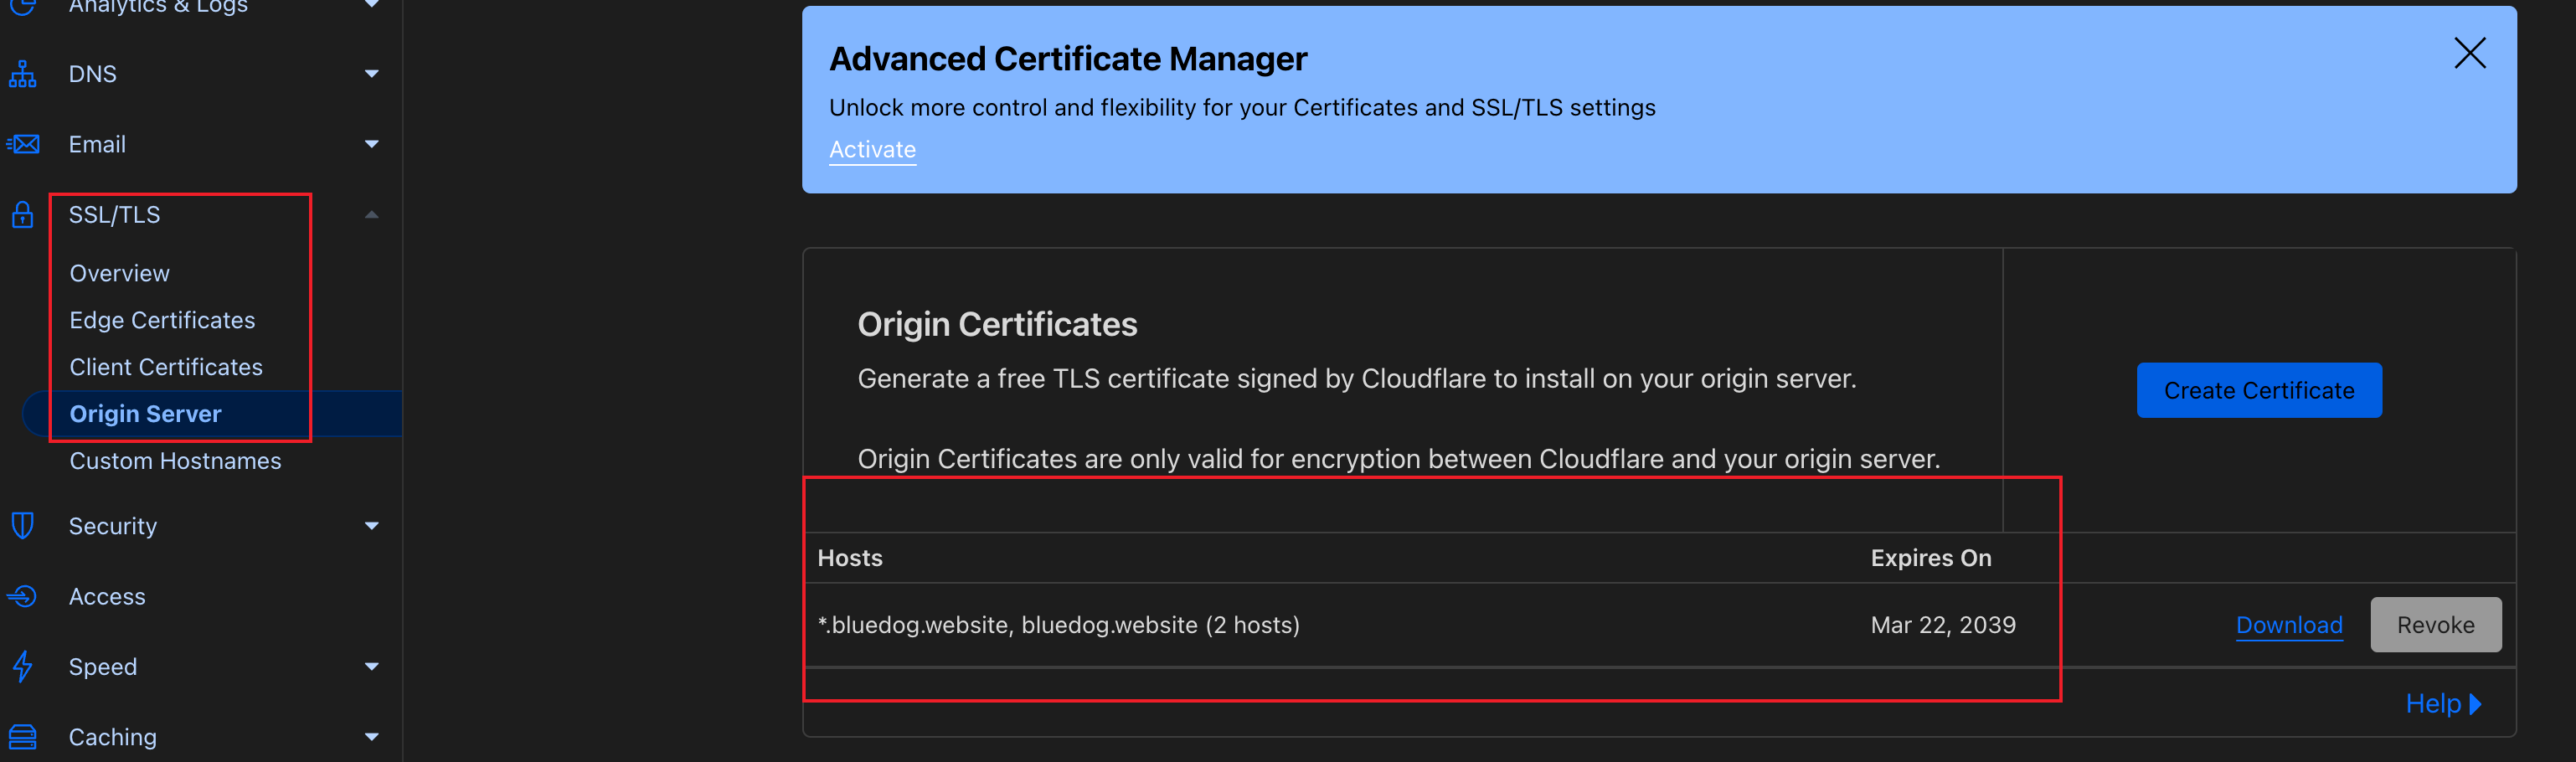 Analytics & Logs
DNS
Email
SSL/TLS
Overview
Edge Certificates
Client Certificates
Origin Server
Custom Hostnames
Security
Access
Speed
Caching
Advanced Certificate Manager
Unlock more control and flexibility for your Certificates and SSL/TLS settings
Activate
Origin Certificates
Generate a free TLS certificate signed by Cloudflare to install on your origin server.
Origin Certificates are only valid for encryption between Cloudflare and your origin server.
Create Certificate
Hosts Expires On
*.bluedog.website, bluedog.website (2 hosts) Mar 22, 2039 Download Revoke
Help